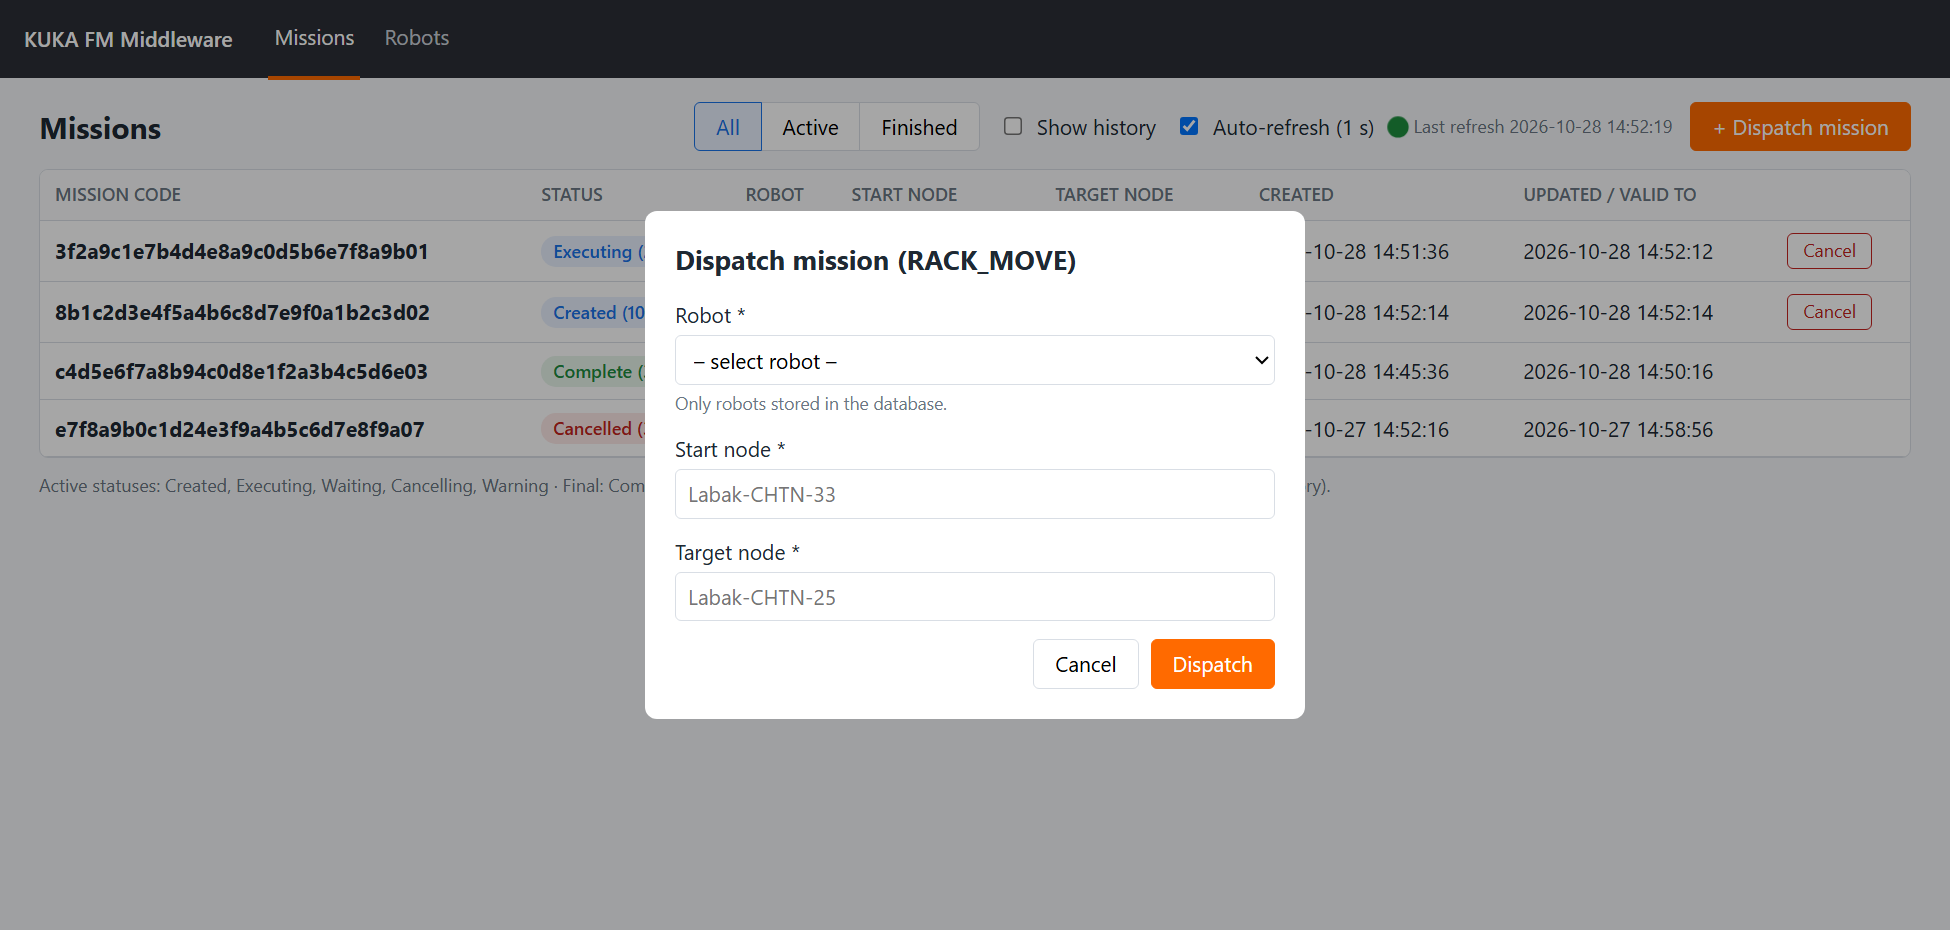 KUKA FM Middleware Missions Robots
Missions All Active Finished Show history Auto-refresh (1 s) Last refresh 2026-10-28 14:52:19 + Dispatch mission
MISSION CODE STATUS ROBOT START NODE TARGET NODE CREATED UPDATED / VALID TO
3f2a9c1e7b4d4e8a9c0d5b6e7f8a9b01 Executing -10-28 14:51:36 2026-10-28 14:52:12 Cancel
8b1c2d3e4f5a4b6c8d7e9f0a1b2c3d02 Created (10 -10-28 14:52:14 2026-10-28 14:52:14 Cancel
c4d5e6f7a8b94c0d8e1f2a3b4c5d6e03 Complete -10-28 14:45:36 2026-10-28 14:50:16
e7f8a9b0c1d24e3f9a4b5c6d7e8f9a07 Cancelled -10-27 14:52:16 2026-10-27 14:58:56
Active statuses: Created, Executing, Waiting, Cancelling, Warning · Final: Com ry).
Dispatch mission (RACK_MOVE)
Robot *
– select robot –
Only robots stored in the database.
Start node *
Labak-CHTN-33
Target node *
Labak-CHTN-25
Cancel Dispatch